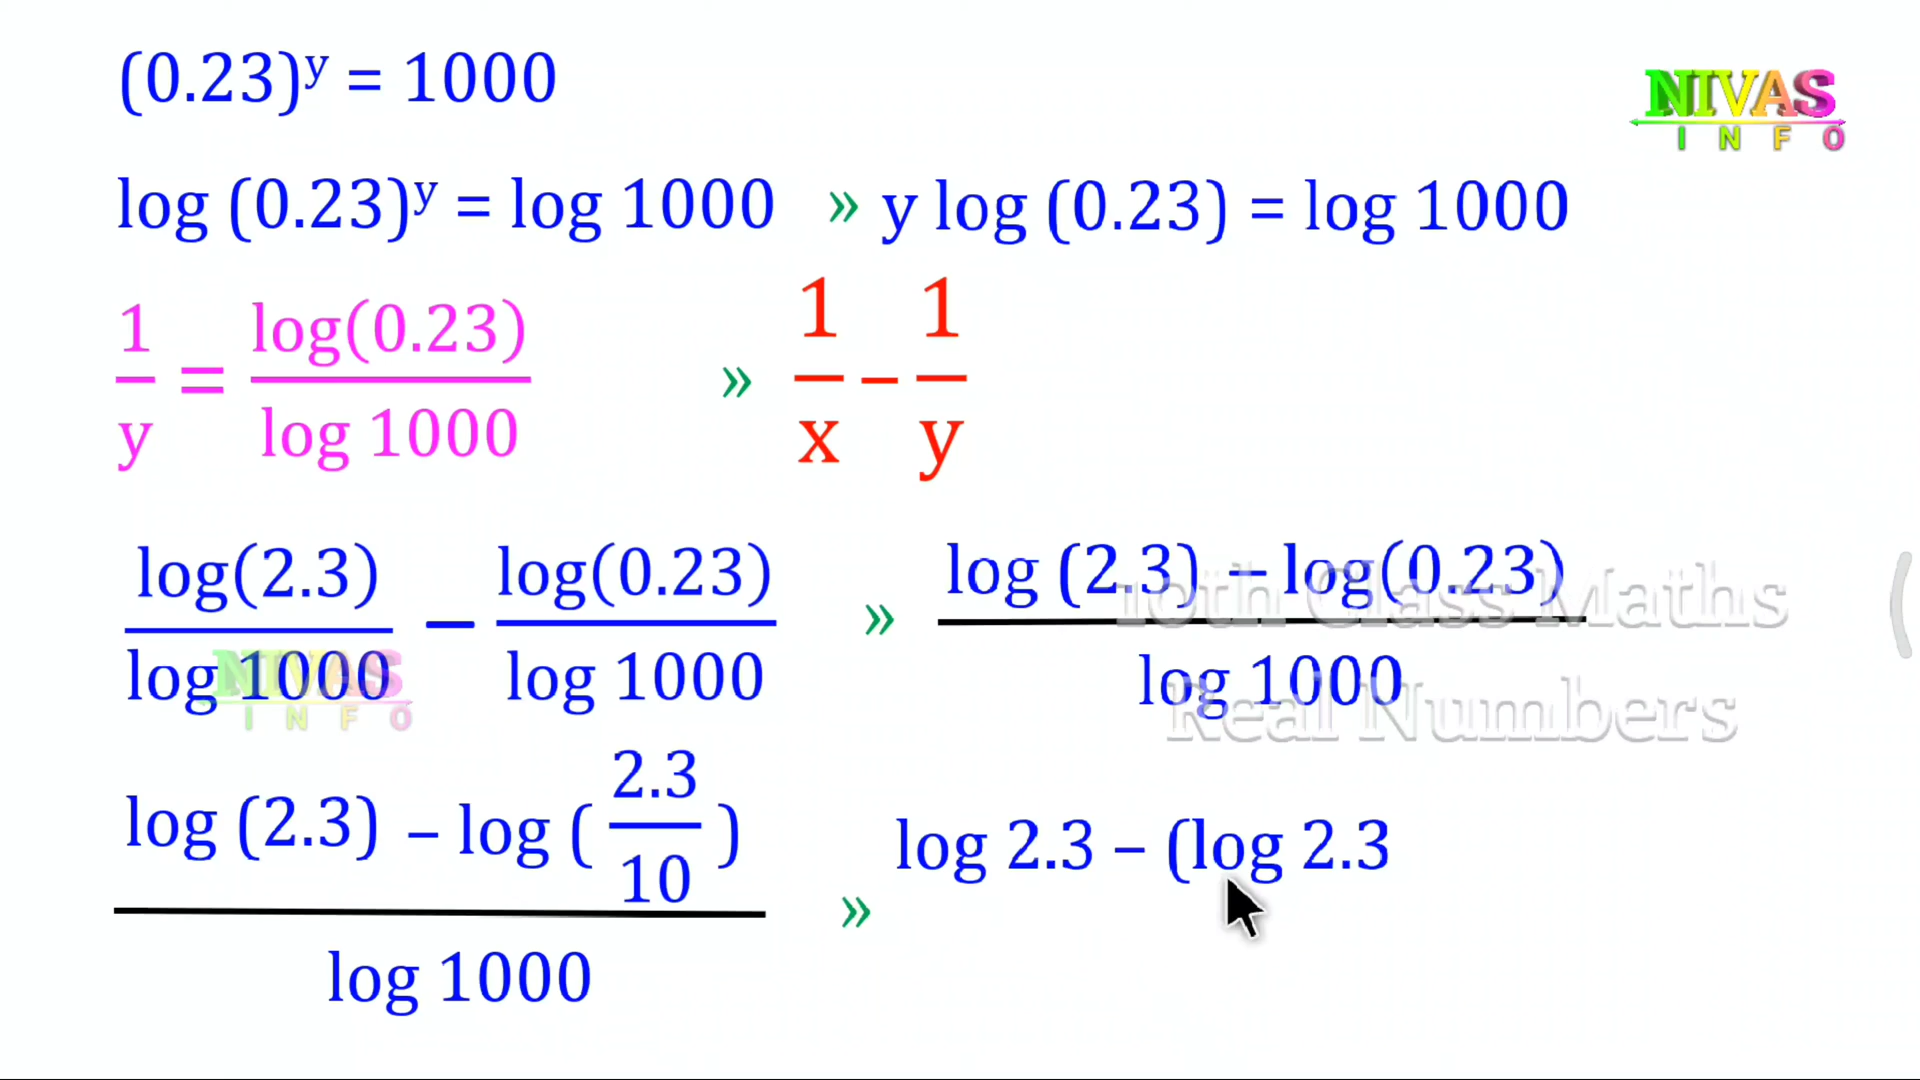 (0.23)ʸ = 1000
NIVAS
INFO
log (0.23)ʸ = log 1000 » y log (0.23) = log 1000
1/y = log(0.23)/log 1000 » 1/x – 1/y
log(2.3)/log 1000 – log(0.23)/log 1000 » log (2.3) – log(0.23)/log 1000
NIVAS
INFO
10th Class Maths
Real Numbers
(
log (2.3) – log (2.3/10)/log 1000 » log 2.3 – (log 2.3